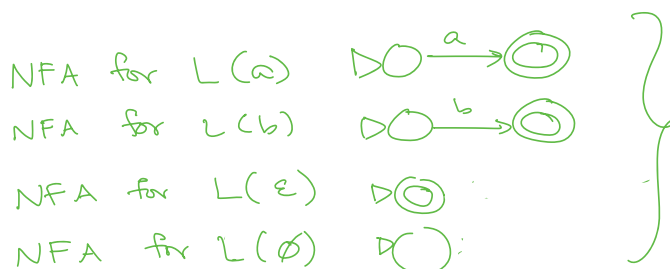 NFA for L(a) a
NFA for L(b) b
NFA for L(ε)
NFA for L(∅)